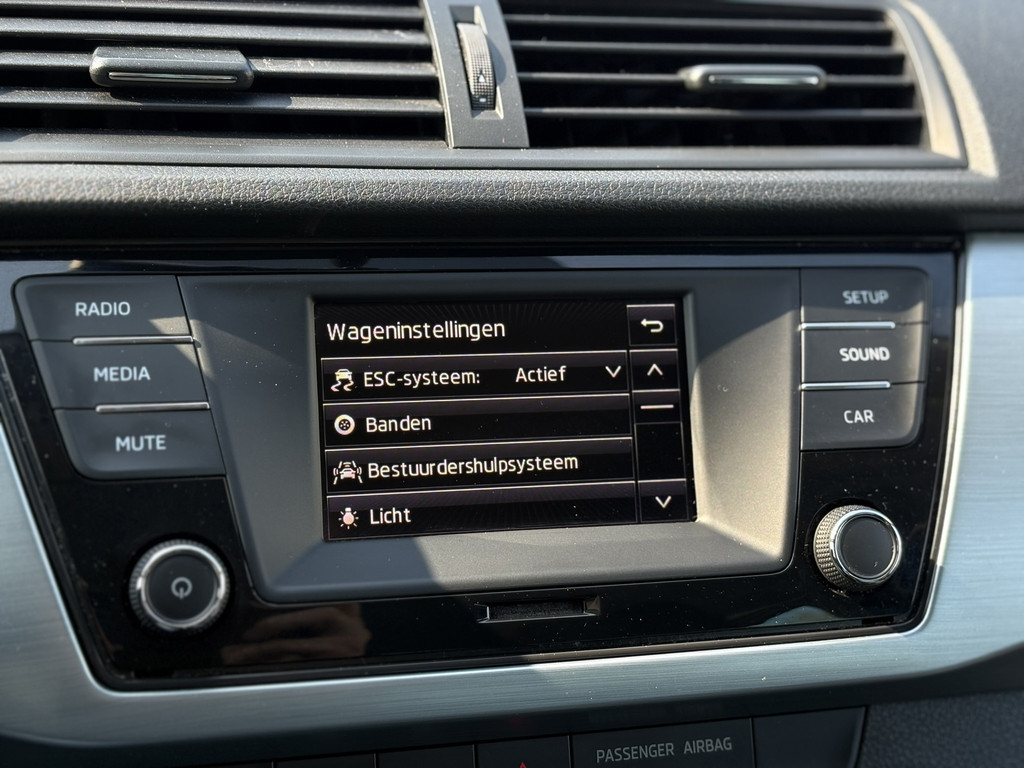 RADIO
MEDIA
MUTE
Wageninstellingen
ESC-systeem: Actief
Banden
Bestuurdershulpsysteem
Licht
SETUP
SOUND
CAR
PASSENGER AIRBAG